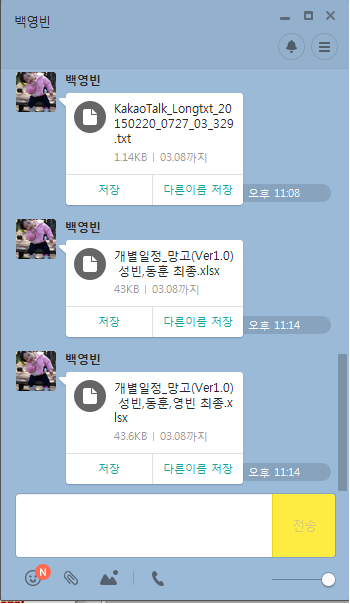 백영빈
백영빈
KakaoTalk_Longtxt_20
150220_0727_03_329
.txt
1.14KB | 03.08까지
저장 다른이름 저장
오후 11:08
백영빈
개별일정_망고(Ver1.0)
성빈,동훈 최종.xlsx
43KB | 03.08까지
저장 다른이름 저장
오후 11:14
백영빈
개별일정_망고(Ver1.0)
성빈,동훈,영빈 최종.x
lsx
43.6KB | 03.08까지
저장 다른이름 저장
오후 11:14
전송
N